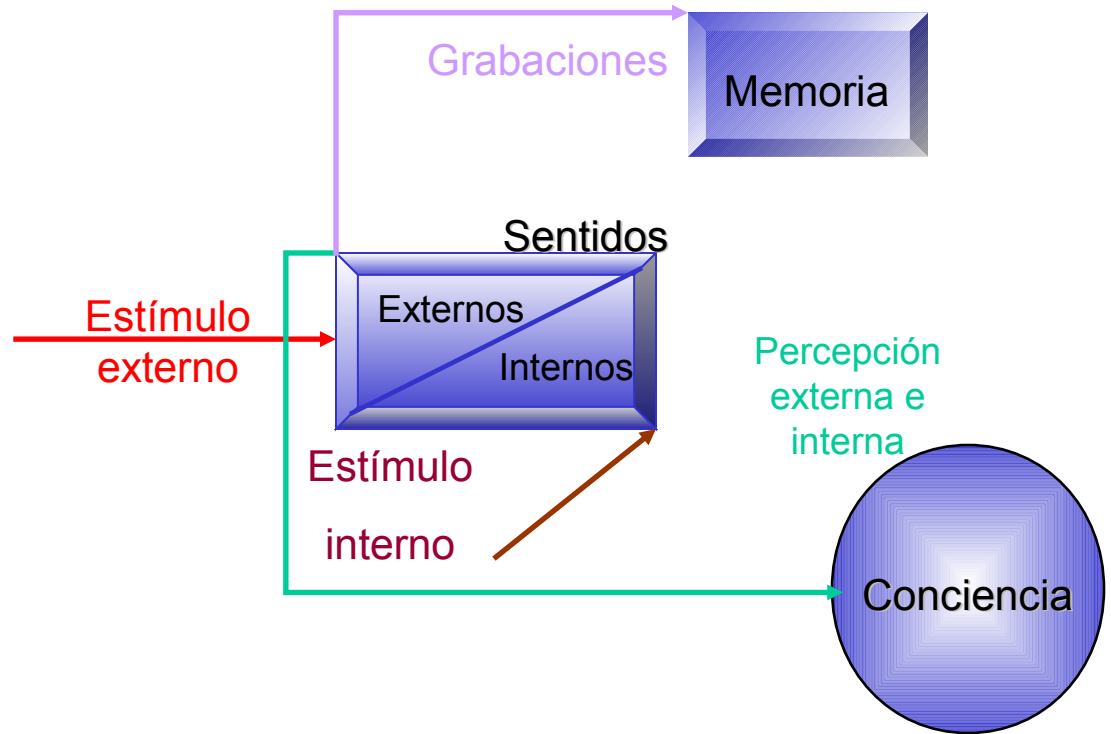 Grabaciones
Memoria
Sentidos
Externos
Internos
Estímulo
externo
Percepción
externa e
interna
Estímulo
interno
Conciencia